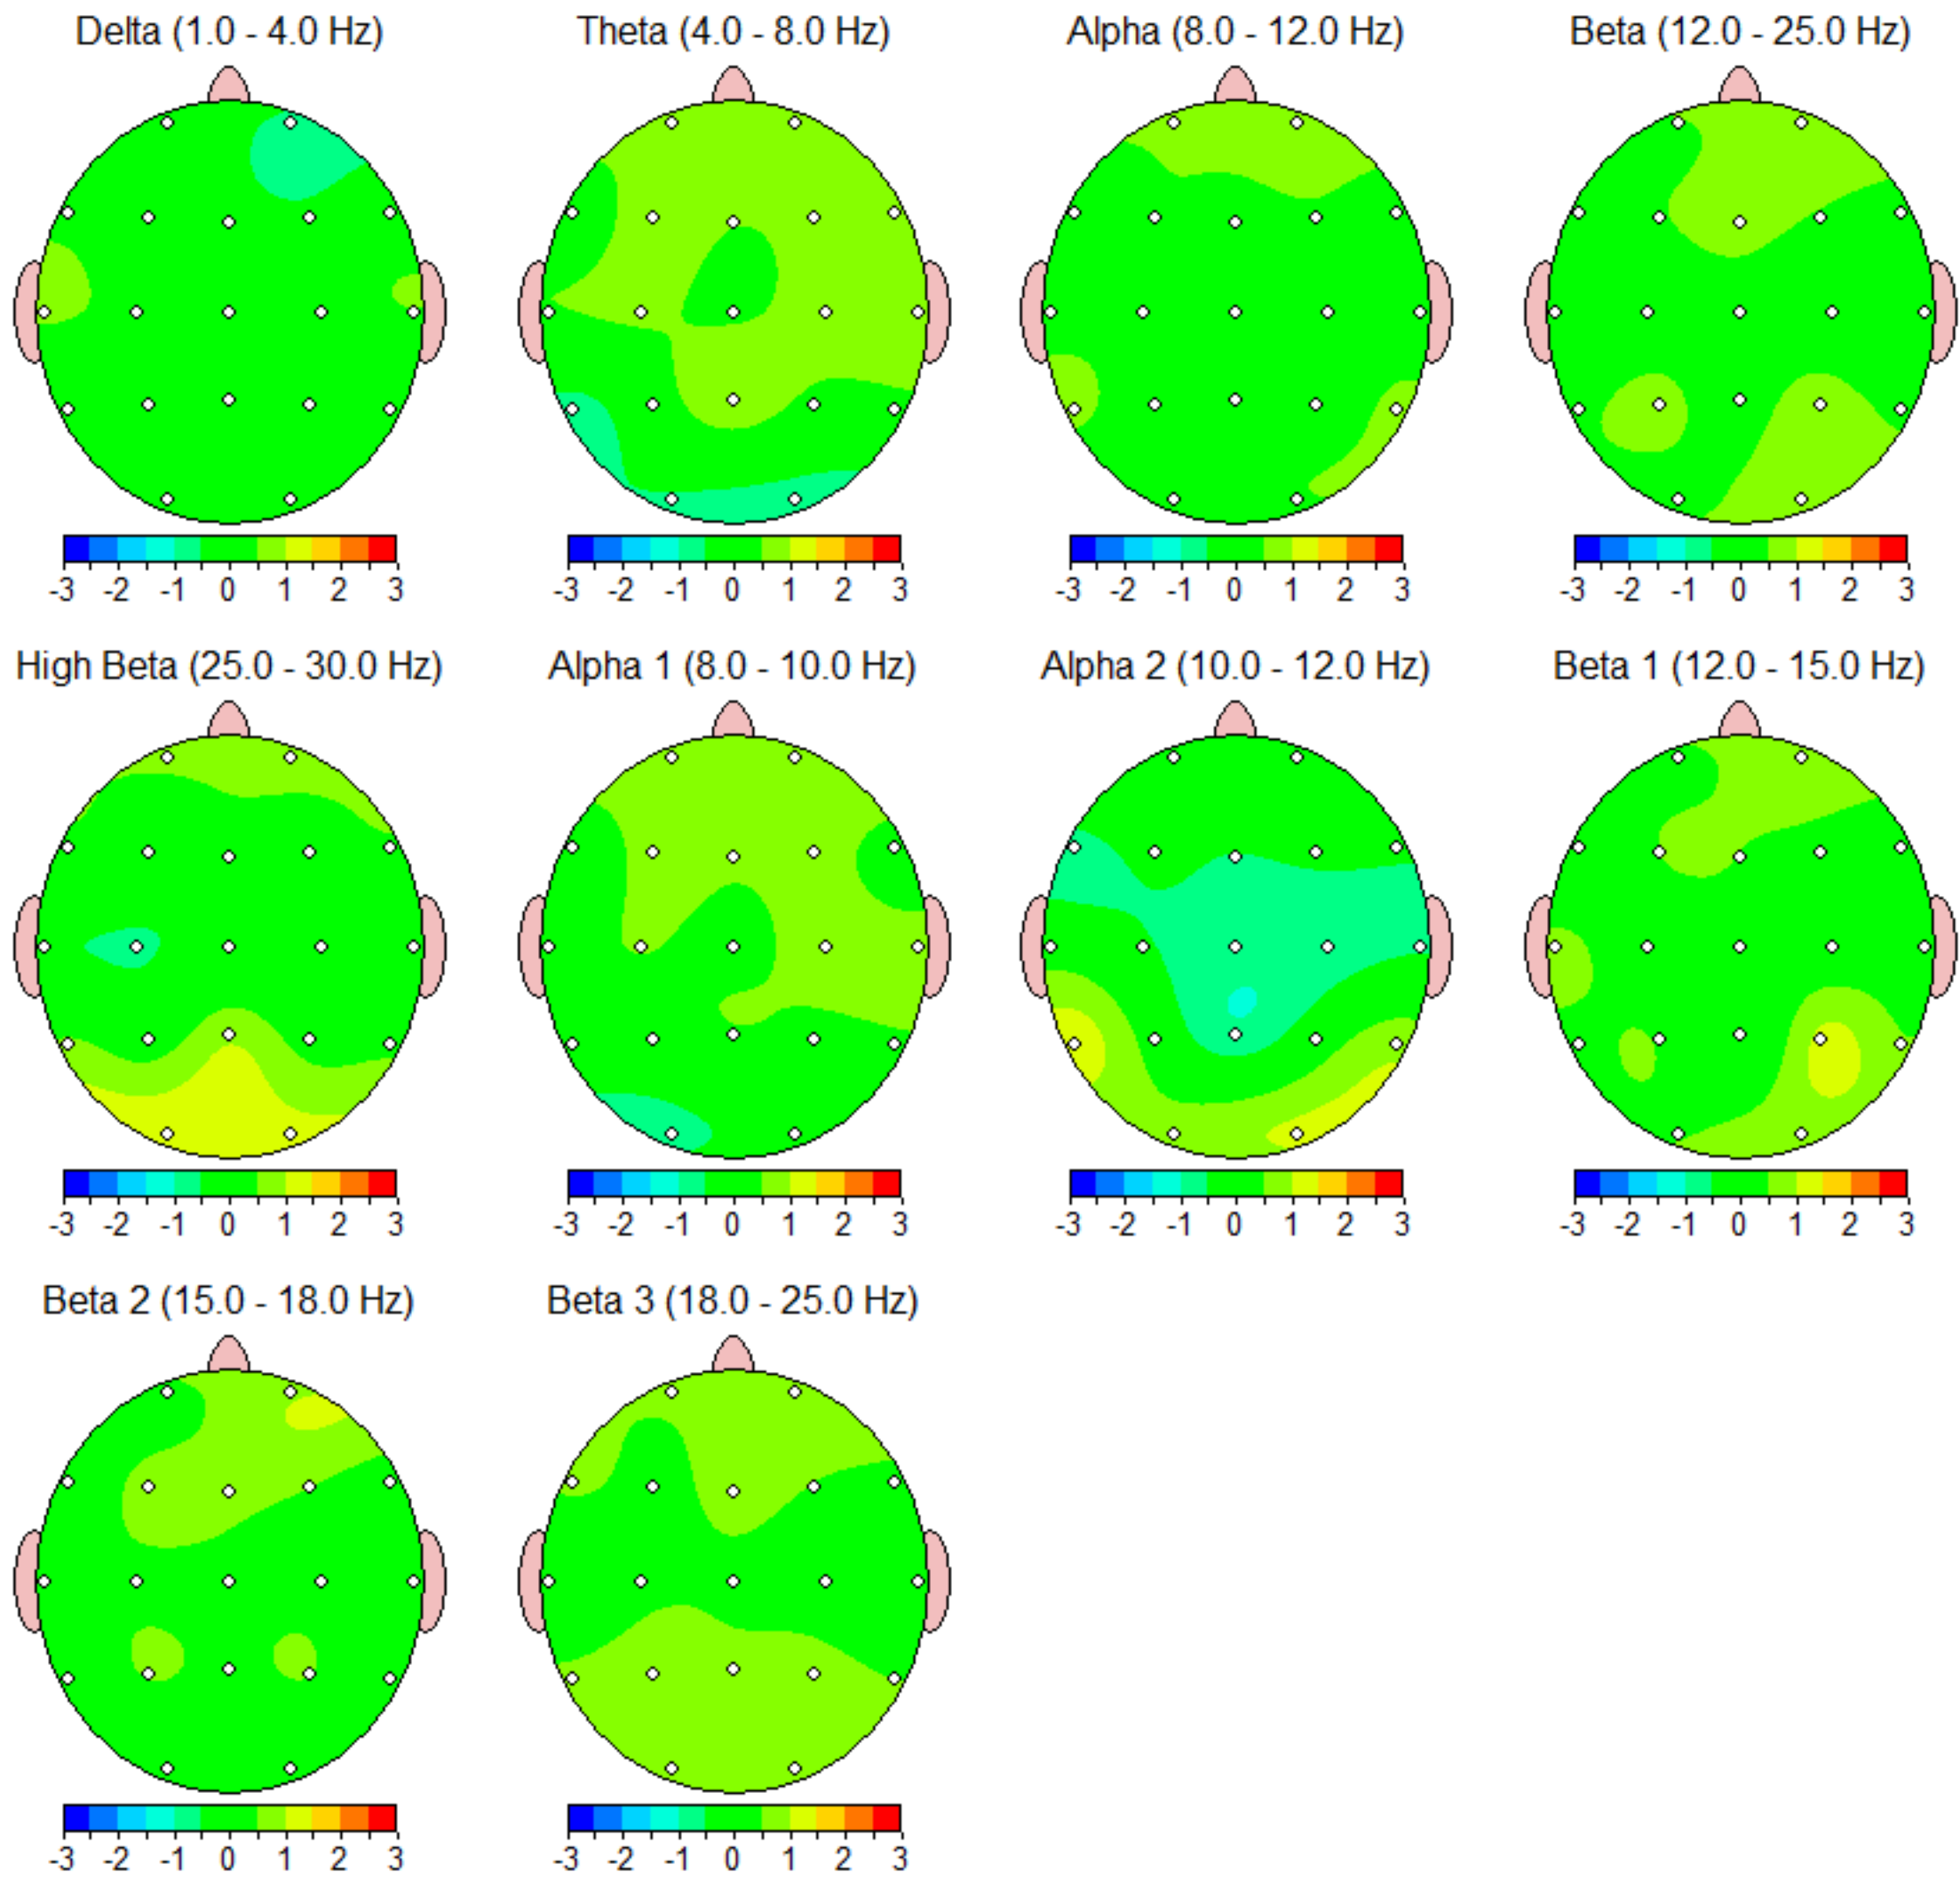 Delta (1.0 - 4.0 Hz) Theta (4.0 - 8.0 Hz) Alpha (8.0 - 12.0 Hz) Beta (12.0 - 25.0 Hz)
-3 -2 -1 0 1 2 3 -3 -2 -1 0 1 2 3 -3 -2 -1 0 1 2 3 -3 -2 -1 0 1 2 3
High Beta (25.0 - 30.0 Hz) Alpha 1 (8.0 - 10.0 Hz) Alpha 2 (10.0 - 12.0 Hz) Beta 1 (12.0 - 15.0 Hz)
-3 -2 -1 0 1 2 3 -3 -2 -1 0 1 2 3 -3 -2 -1 0 1 2 3 -3 -2 -1 0 1 2 3
Beta 2 (15.0 - 18.0 Hz) Beta 3 (18.0 - 25.0 Hz)
-3 -2 -1 0 1 2 3 -3 -2 -1 0 1 2 3